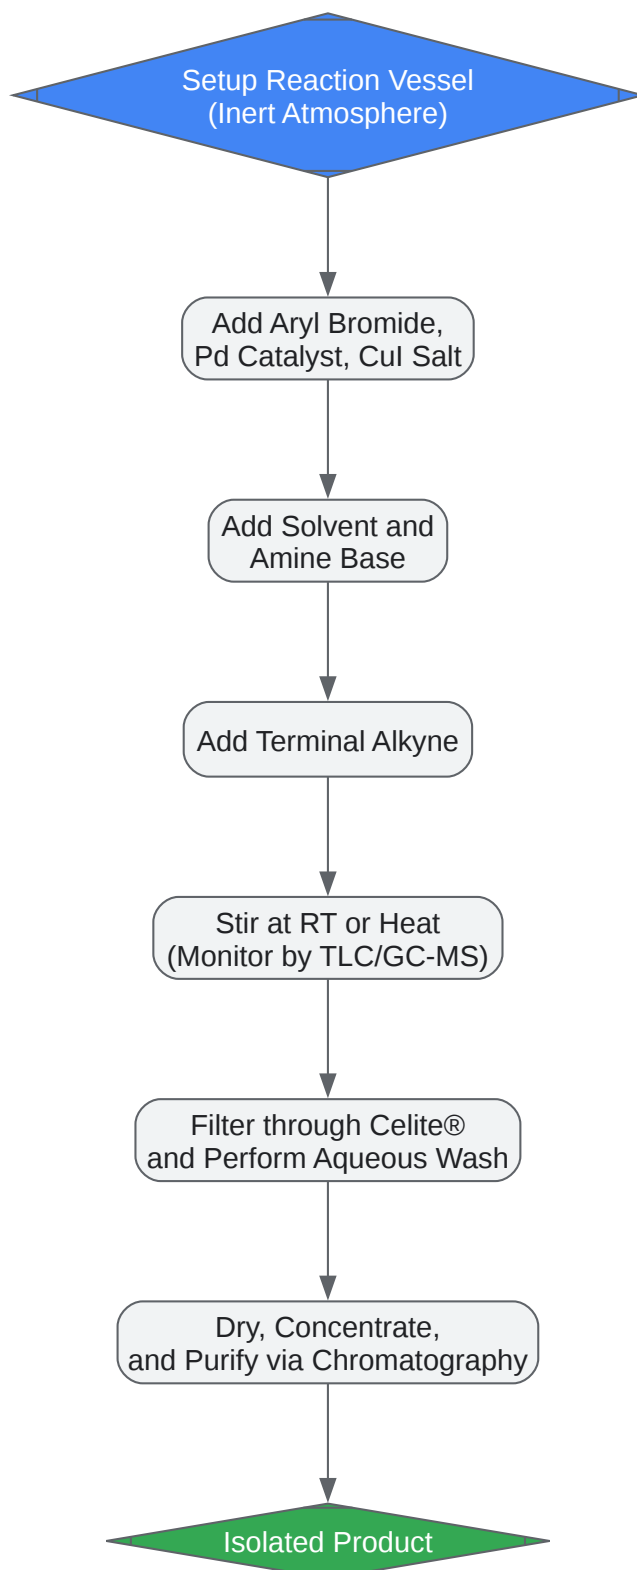 Setup Reaction Vessel
(Inert Atmosphere)
Add Aryl Bromide,
Pd Catalyst, CuI Salt
Add Solvent and
Amine Base
Add Terminal Alkyne
Stir at RT or Heat
(Monitor by TLC/GC-MS)
Filter through Celite®
and Perform Aqueous Wash
Dry, Concentrate,
and Purify via Chromatography
Isolated Product